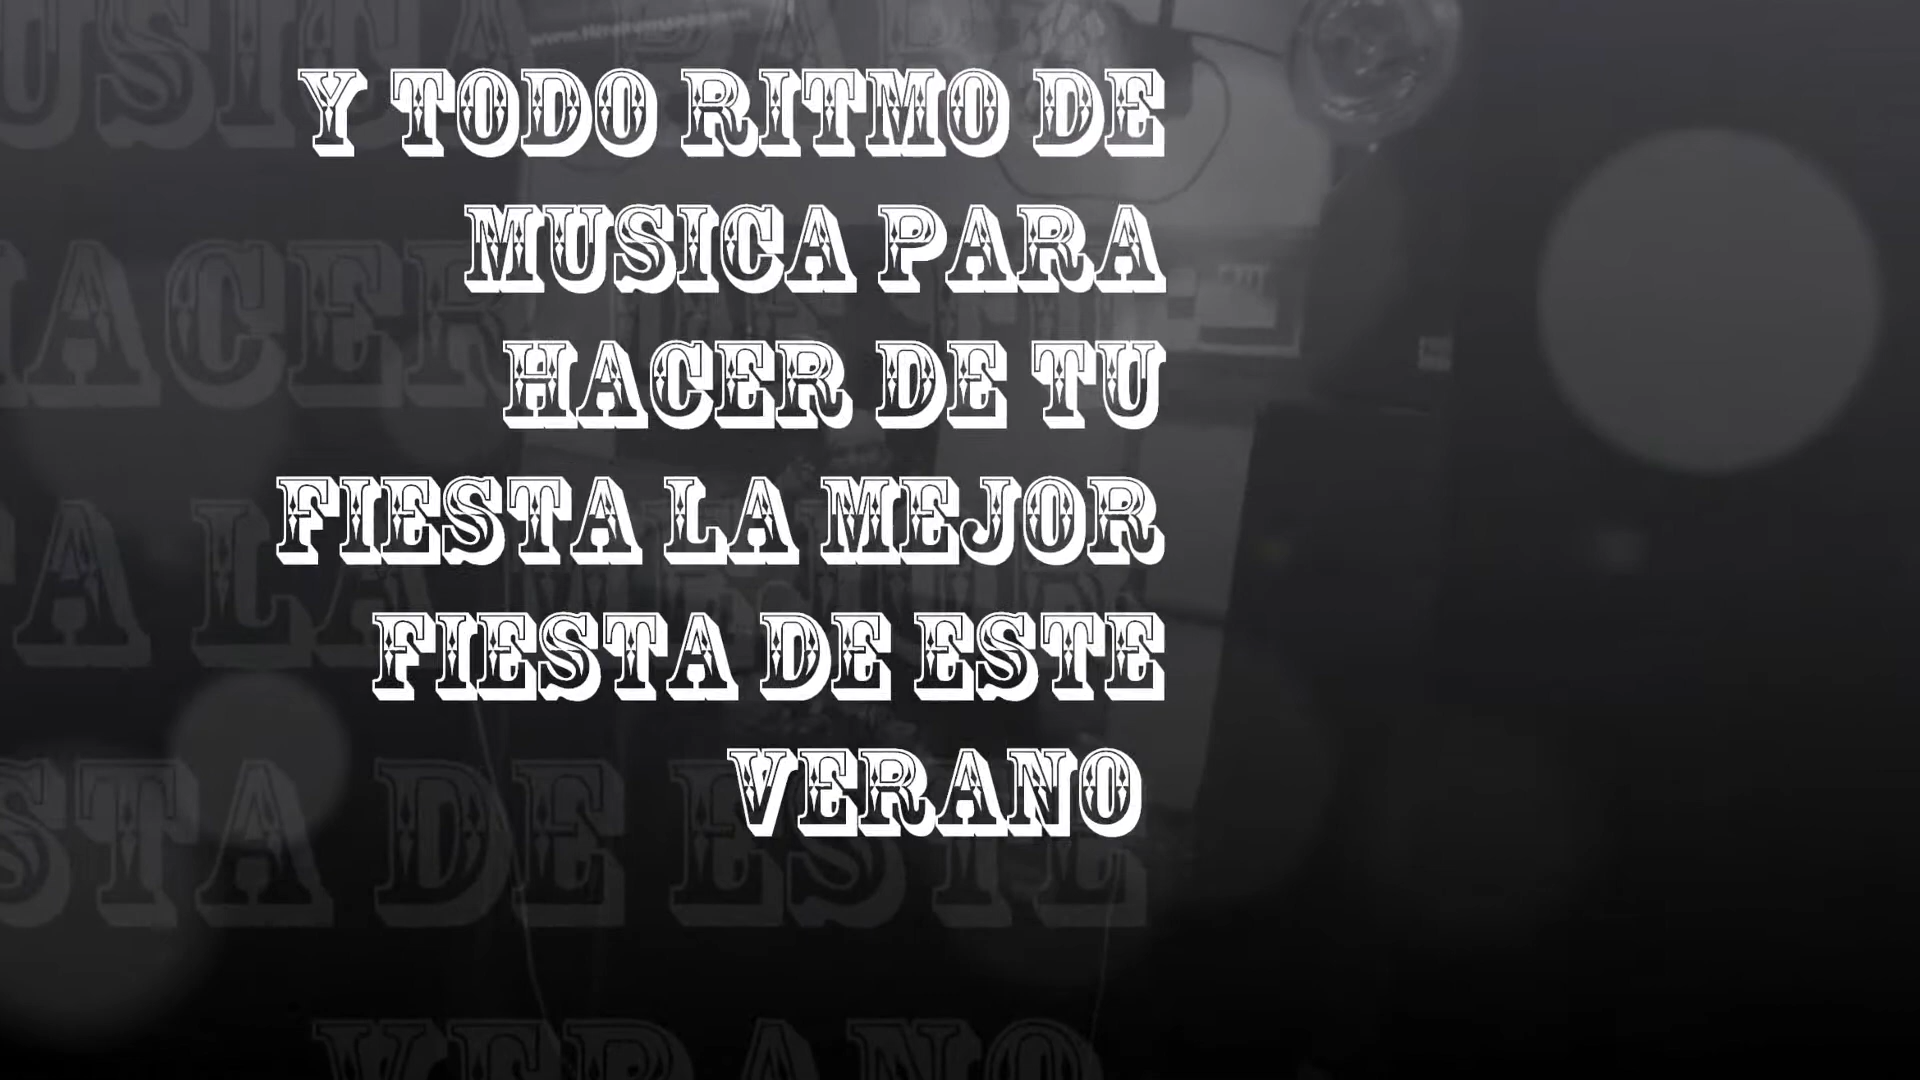 Y TODO RITMO DE
MUSICA PARA
HACER DE TU
FIESTA LA MEJOR
FIESTA DE ESTE
VERANO